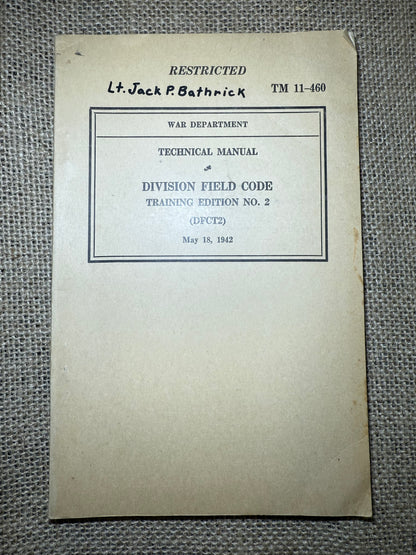 RESTRICTED
Lt. Jack P. Bathrick
TM 11-460
WAR DEPARTMENT
TECHNICAL MANUAL
DIVISION FIELD CODE
TRAINING EDITION NO. 2
(DFCT2)
May 18, 1942